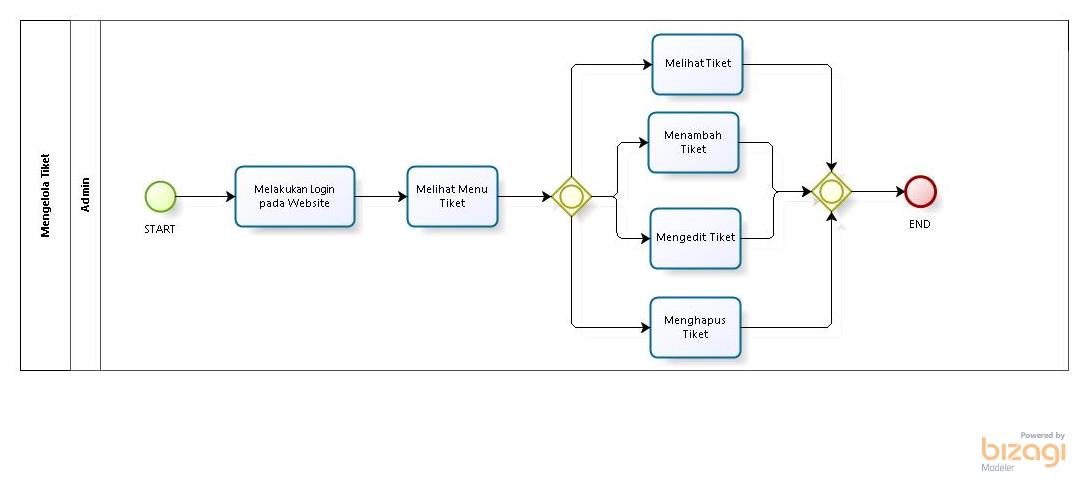 Mengelola Tiket
Admin
START
Melakukan Login
pada Website
Melihat Menu
Tiket
Melihat Tiket
Menambah
Tiket
Mengedit Tiket
Menghapus
Tiket
END
Powered by
bizagi
Modeler